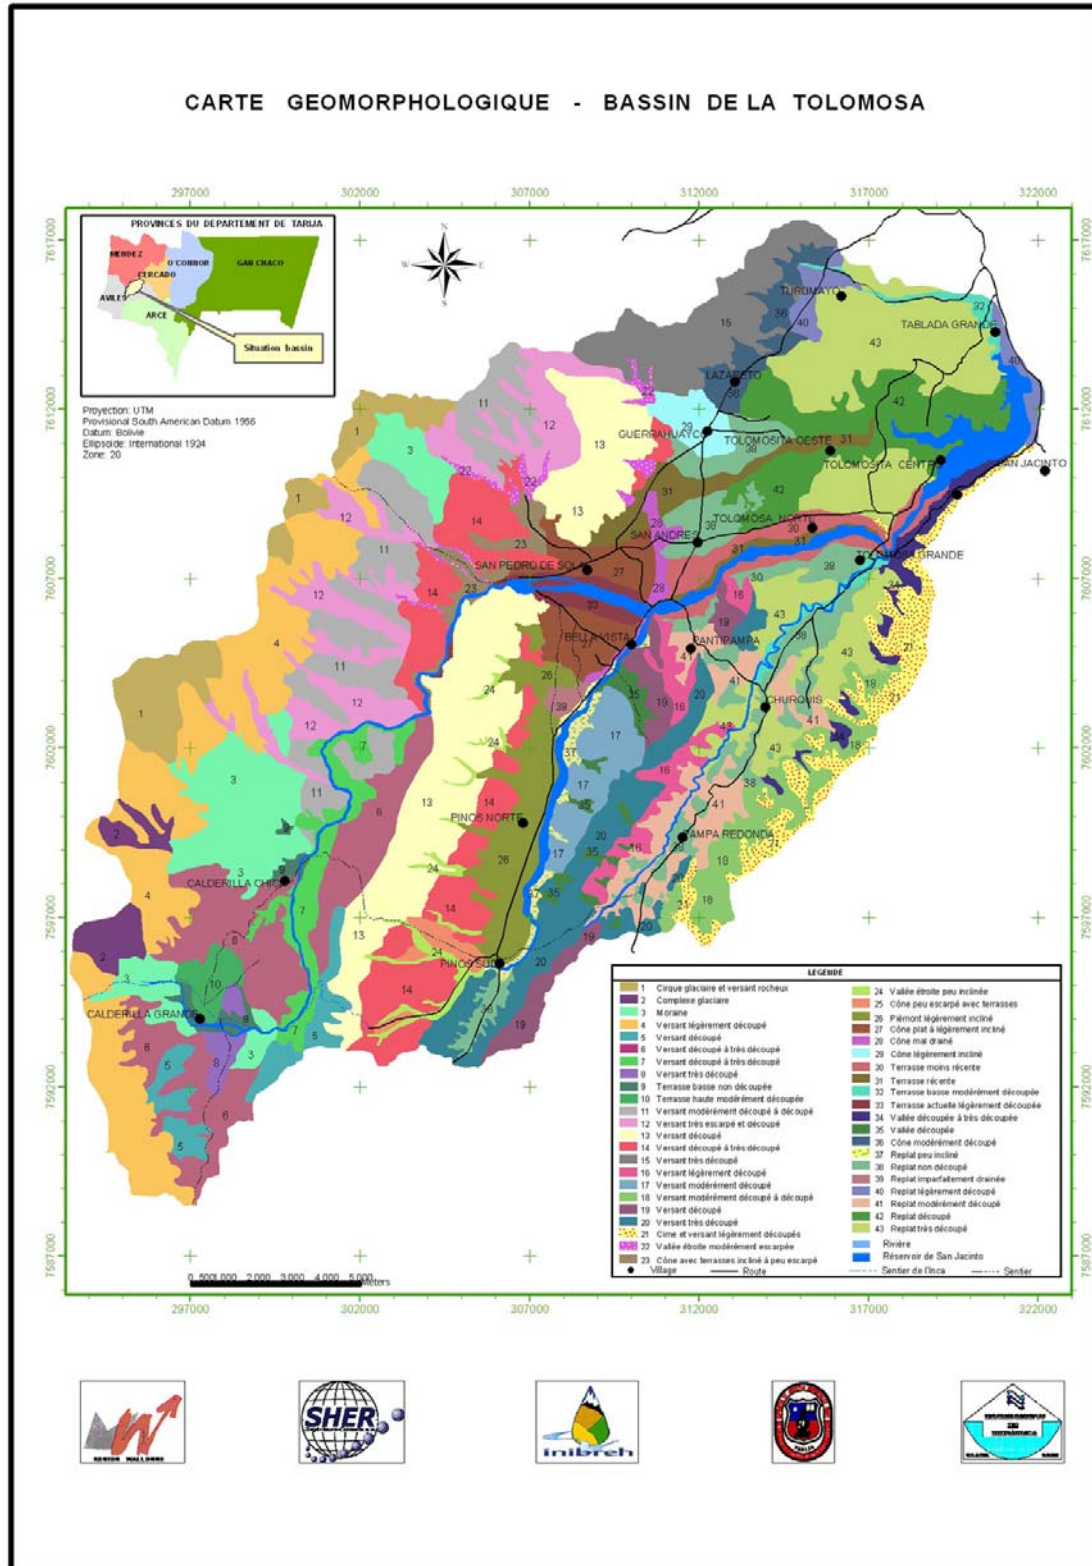 CARTE GEOMORPHOLOGIQUE - BASSIN DE LA TOLOMOSA
297000 302000 307000 312000 317000 322000
PROVINCES DU DEPARTEMENT DE TARIJA
MENDEZ
O'CONNOR
GAN CHACO
CERCADO
AVILES
ARCE
Situation bassin
N
W E
S
Proyection: UTM
Provisional South American Datum 1956
Datum: Bolivie
Ellipsoide: International 1924
Zone: 20
7617000
7612000
7607000
7602000
7597000
7592000
7587000
TURUMAYO
TABLADA GRANDE
LAZARETO
GUERRAHUAYCO
TOLOMOSITA OESTE
TOLOMOSITA CENTRO
SAN JACINTO
TOLOMOSA NORTE
SAN ANDRES
TOLOMOSA GRANDE
SAN PEDRO DE SOLA
BELLA VISTA
PANTIPAMPA
CHURQUIS
PINOS NORTE
PAMPA REDONDA
CALDERILLA CHICA
PINOS SUD
CALDERILLA GRANDE
LEGENDE
1 Cirque glaciaire et versant rocheux
2 Complexe glaciaire
3 Moraine
4 Versant légèrement découpé
5 Versant découpé
6 Versant découpé à très découpé
7 Versant découpé à très découpé
8 Versant très découpé
9 Terrasse basse non découpée
10 Terrasse haute modérément découpée
11 Versant modérément découpé à découpé
12 Versant très escarpé et découpé
13 Versant découpé
14 Versant découpé à très découpé
15 Versant très découpé
16 Versant légèrement découpé
17 Versant modérément découpé
18 Versant modérément découpé à découpé
19 Versant découpé
20 Versant très découpé
21 Cime et versant légèrement découpés
22 Vallée étroite modérément escarpée
23 Cône avec terrasses incliné à peu escarpé
24 Vallée étroite peu inclinée
25 Cône peu escarpé avec terrasses
26 Piémont légèrement incliné
27 Cône plat à légèrement incliné
28 Cône mal drainé
29 Cône légèrement incliné
30 Terrasse moins récente
31 Terrasse récente
32 Terrasse basse modérément découpée
33 Terrasse actuelle légèrement découpée
34 Vallée découpée à très découpée
35 Vallée découpée
36 Cône modérément découpé
37 Replat peu incliné
38 Replat non découpé
39 Replat imparfaitement drainée
40 Replat légèrement découpé
41 Replat modérément découpé
42 Replat découpé
43 Replat très découpé
Rivière
Réservoir de San Jacinto
Village Route Sentier de l'Inca Sentier
0 500 1.000 2.000 3.000 4.000 5.000
Meters
297000 302000 307000 312000 317000 322000
REGION WALLONNE
SHER
inibreh